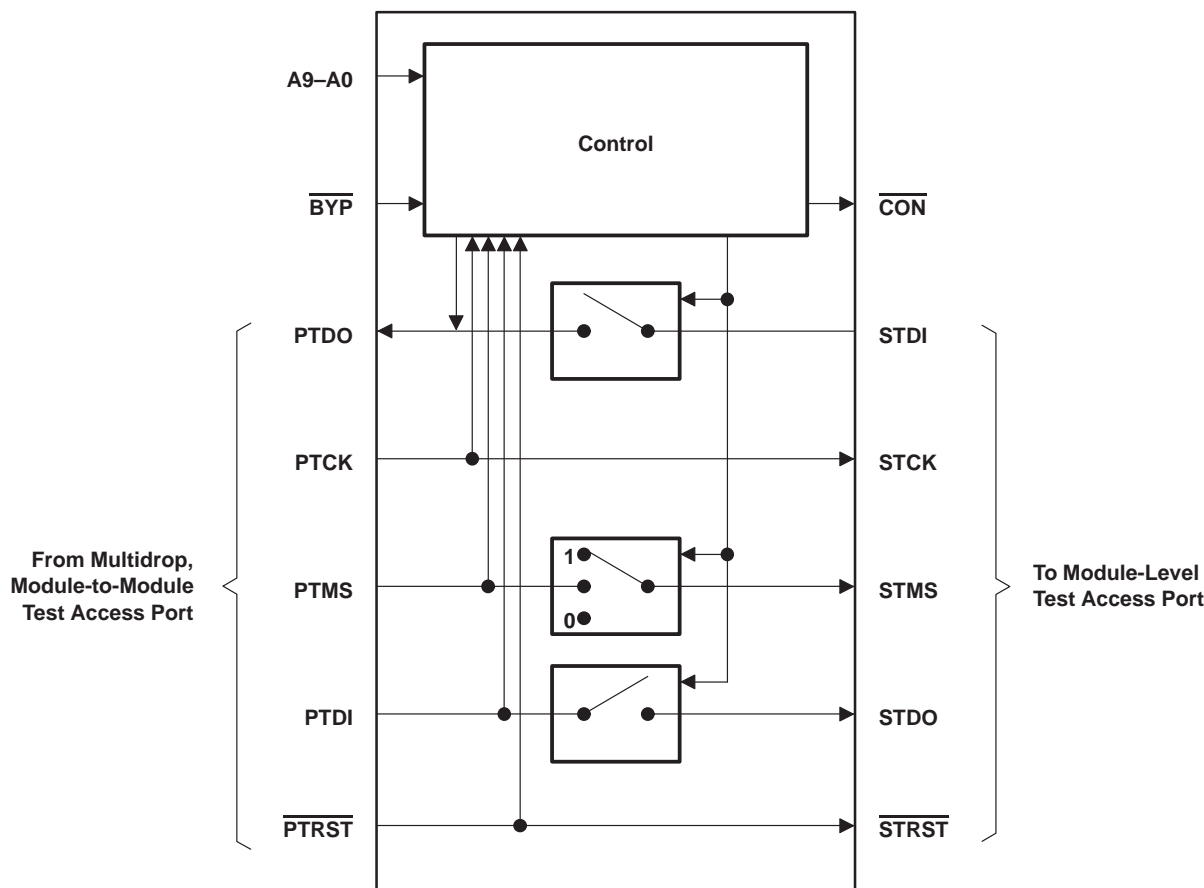 A9–A0
Control
BYP
CON
PTDO
STDI
PTCK
STCK
1
From Multidrop,
Module-to-Module
Test Access Port
PTMS
STMS
To Module-Level
Test Access Port
0
PTDI
STDO
PTRST
STRST